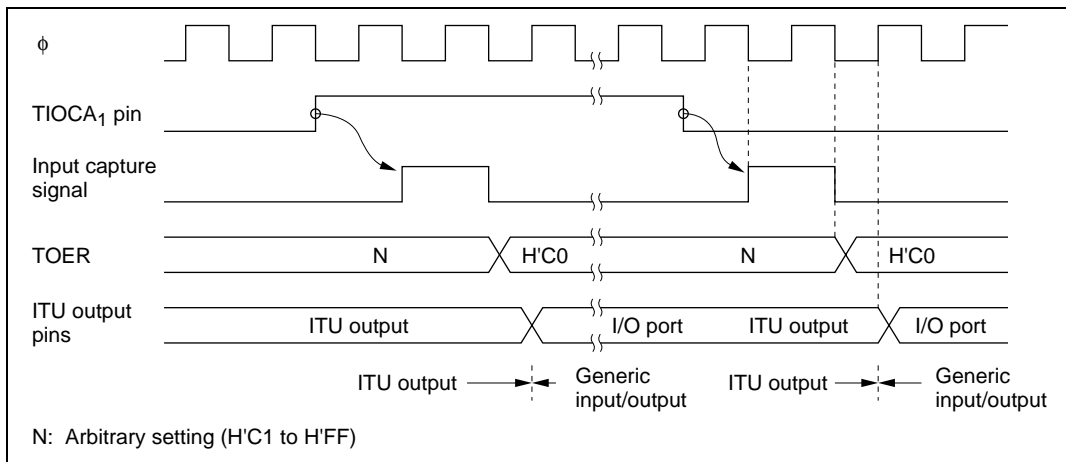 ϕ
TIOCA1 pin
Input capture
signal
TOER
N
H'C0
N
H'C0
ITU output
pins
ITU output
I/O port
ITU output
I/O port
ITU output
Generic
input/output
ITU output
Generic
input/output
N: Arbitrary setting (H'C1 to H'FF)